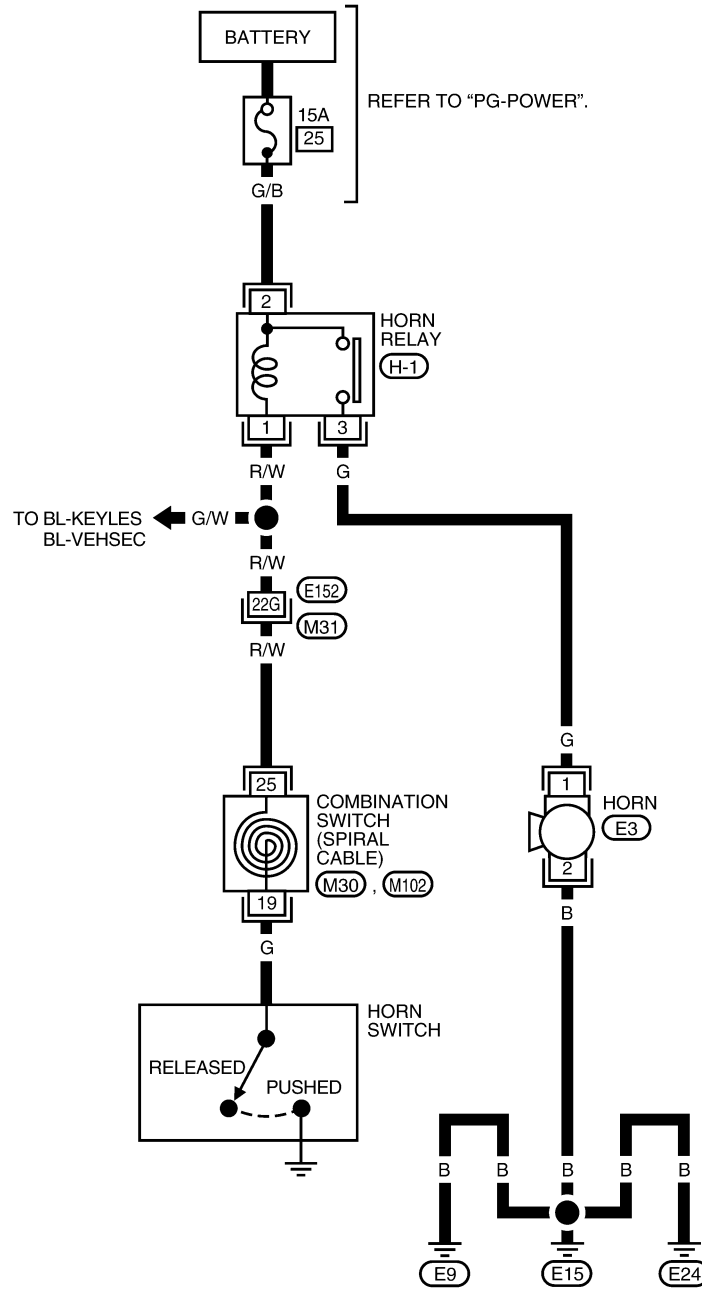 BATTERY
REFER TO “PG-POWER”.
15A
25
G/B
2
HORN
RELAY
H-1
1
3
R/W
G
TO BL-KEYLES
BL-VEHSEC
G/W
R/W
22G
E152
M31
R/W
G
25
COMBINATION
SWITCH
(SPIRAL
CABLE)
M30 , M102
1
HORN
E3
2
19
B
G
HORN
SWITCH
RELEASED
PUSHED
B B B B B
E9 E15 E24